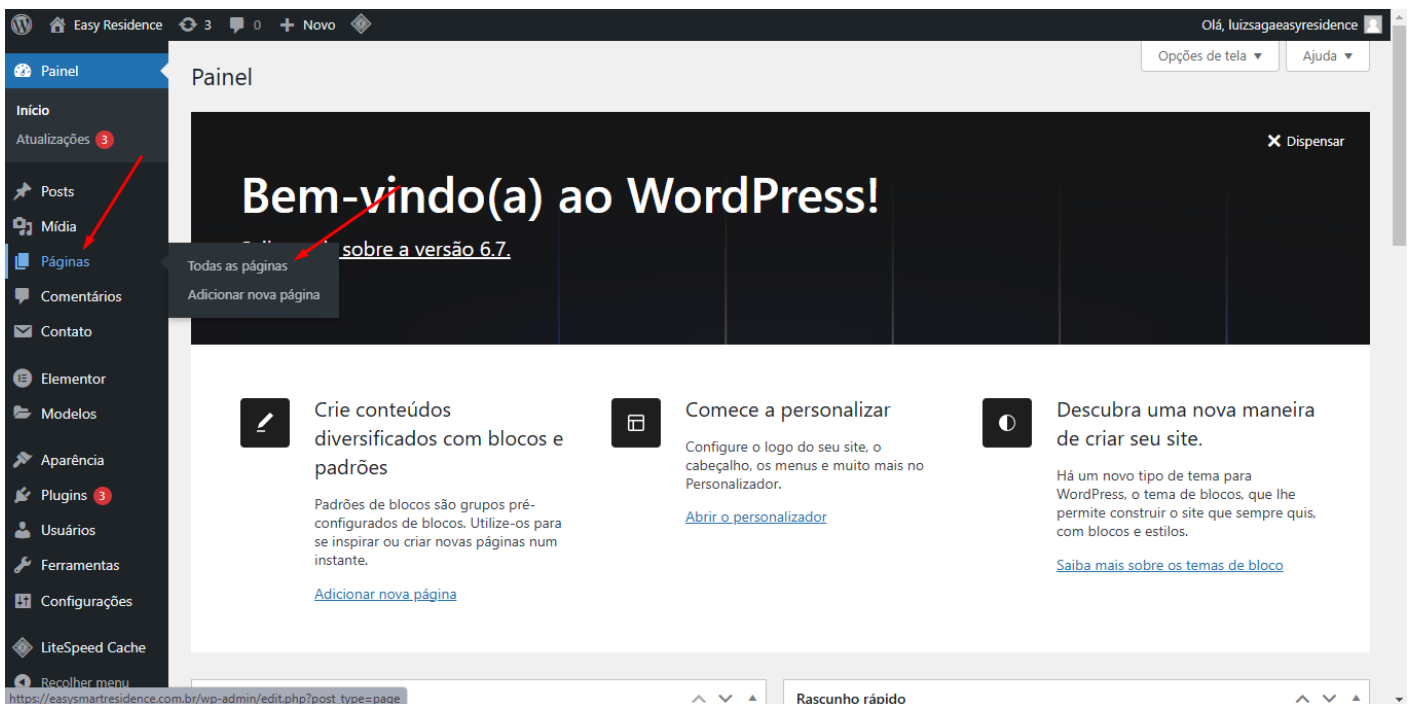 Easy Residence 3 0 + Novo
Olá, luizsagaeasyresidence
Opções de tela
Ajuda
Painel
Início
Atualizações 3
Posts
Mídia
Páginas
Comentários
Contato
Elementor
Modelos
Aparência
Plugins 3
Usuários
Ferramentas
Configurações
LiteSpeed Cache
Recolher menu
Todas as páginas
Adicionar nova página
Painel
Dispensar
Bem-vindo(a) ao WordPress!
sobre a versão 6.7.
Crie conteúdos
diversificados com blocos e
padrões
Padrões de blocos são grupos pré-
configurados de blocos. Utilize-os para
se inspirar ou criar novas páginas num
instante.
Adicionar nova página
Comece a personalizar
Configure o logo do seu site, o
cabeçalho, os menus e muito mais no
Personalizador.
Abrir o personalizador
Descubra uma nova maneira
de criar seu site.
Há um novo tipo de tema para
WordPress, o tema de blocos, que lhe
permite construir o site que sempre quis,
com blocos e estilos.
Saiba mais sobre os temas de bloco
Rascunho rápido
https://easysmartresidence.com.br/wp-admin/edit.php?post_type=page